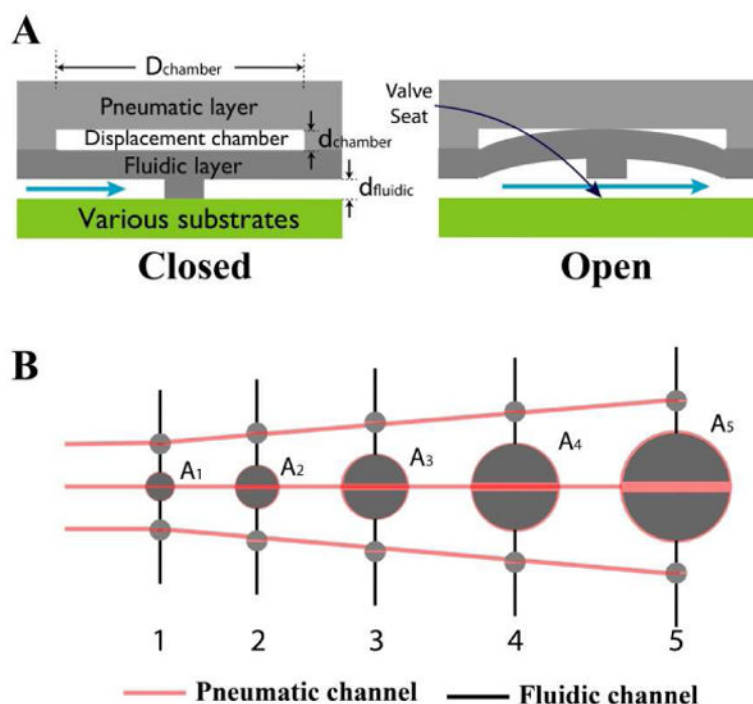 A
Dchamber
Pneumatic layer
Displacement chamber
dchamber
Fluidic layer
dfluidic
Various substrates
Closed
Valve
Seat
Open
B
A1
A2
A3
A4
A5
1 2 3 4 5
Pneumatic channel Fluidic channel